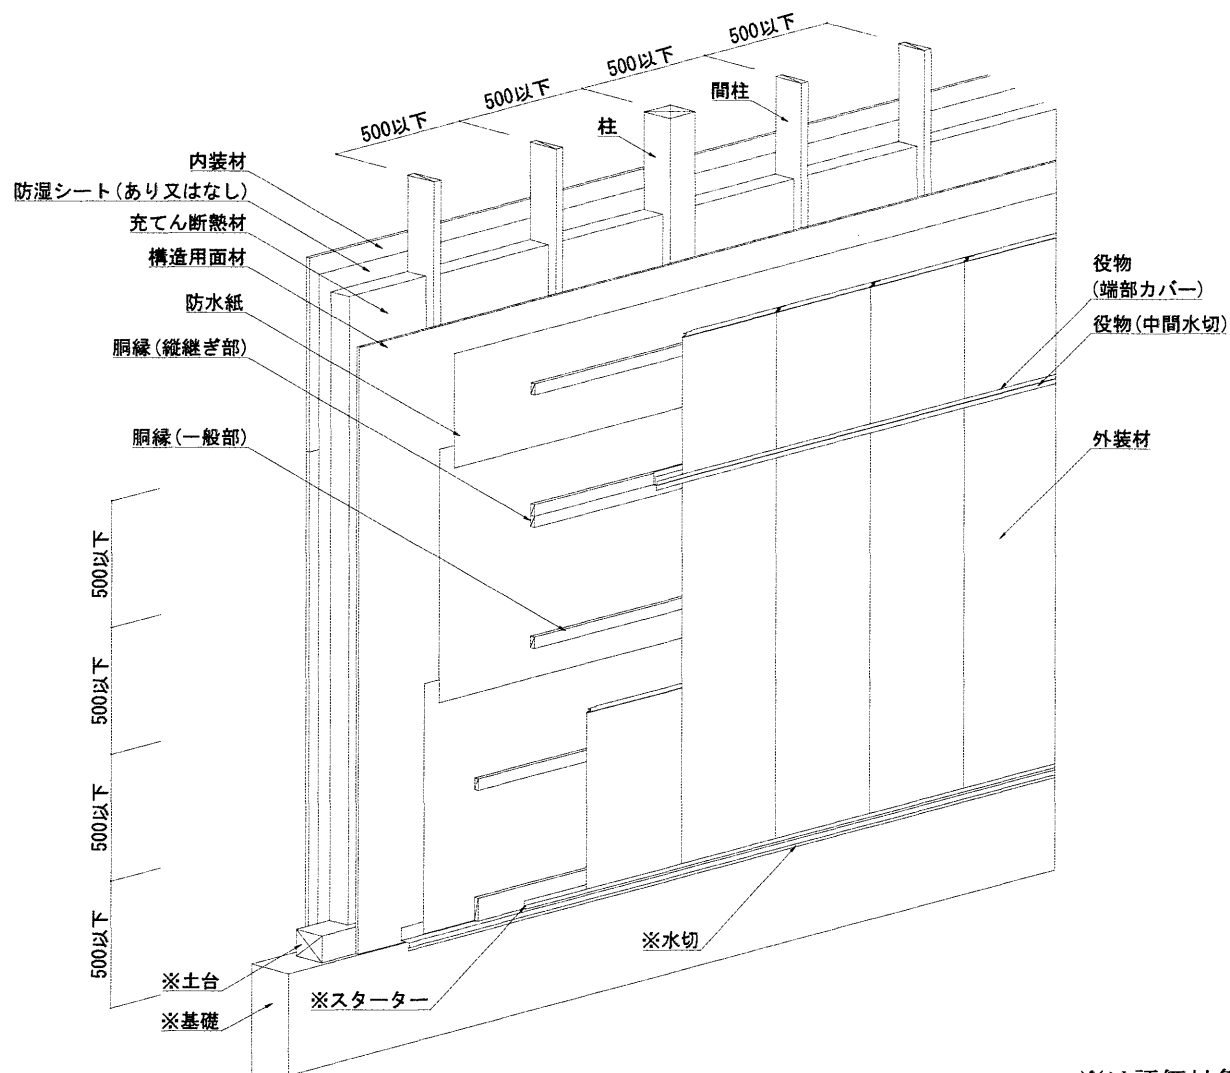 500以下
500以下
500以下
500以下
間柱
柱
内装材
防湿シート(あり又はなし)
充てん断熱材
構造用面材
防水紙
胴縁(縦継ぎ部)
胴縁(一般部)
役物
(端部カバー)
役物(中間水切)
外装材
500以下
500以下
500以下
500以下
※水切
※土台
※スターター
※基礎